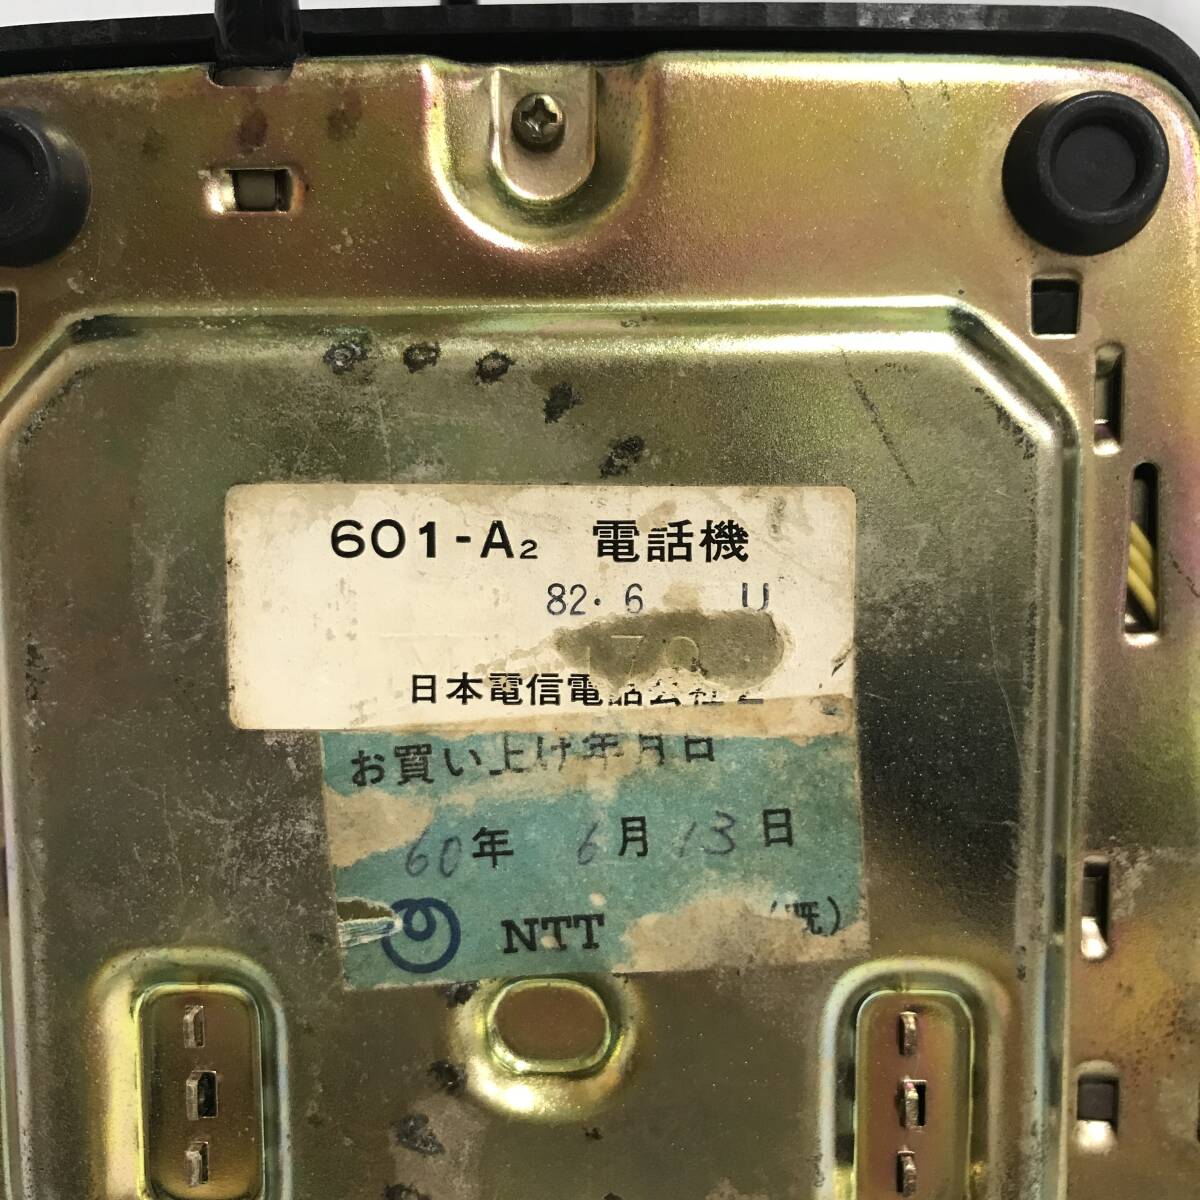 601-A₂ 電話機
82.6 U
日本電信電話公社
お買い上げ年月日
60年 6月 13日
NTT (既)